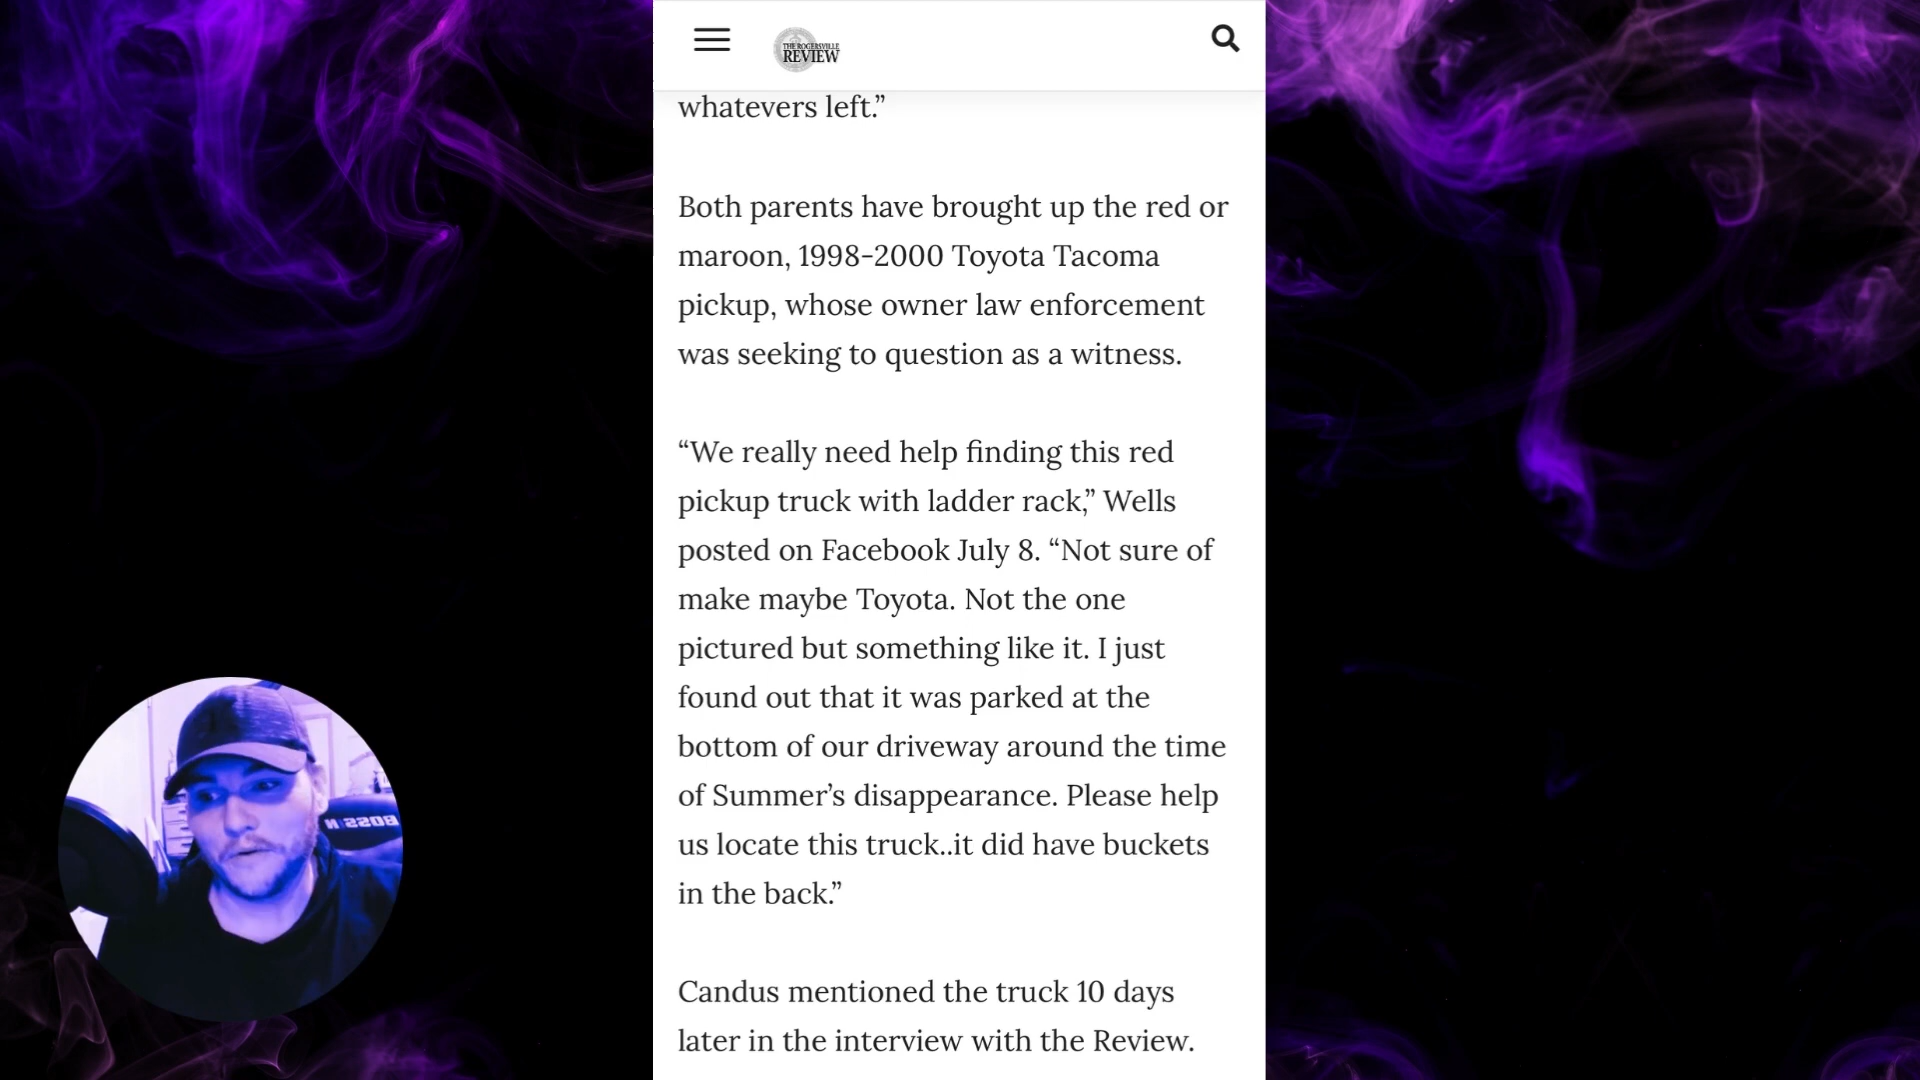 THE ROGERSVILLE
REVIEW
whatevers left.”
Both parents have brought up the red or
maroon, 1998-2000 Toyota Tacoma
pickup, whose owner law enforcement
was seeking to question as a witness.
“We really need help finding this red
pickup truck with ladder rack,” Wells
posted on Facebook July 8. “Not sure of
make maybe Toyota. Not the one
pictured but something like it. I just
found out that it was parked at the
bottom of our driveway around the time
of Summer’s disappearance. Please help
us locate this truck..it did have buckets
in the back.”
Candus mentioned the truck 10 days
later in the interview with the Review.